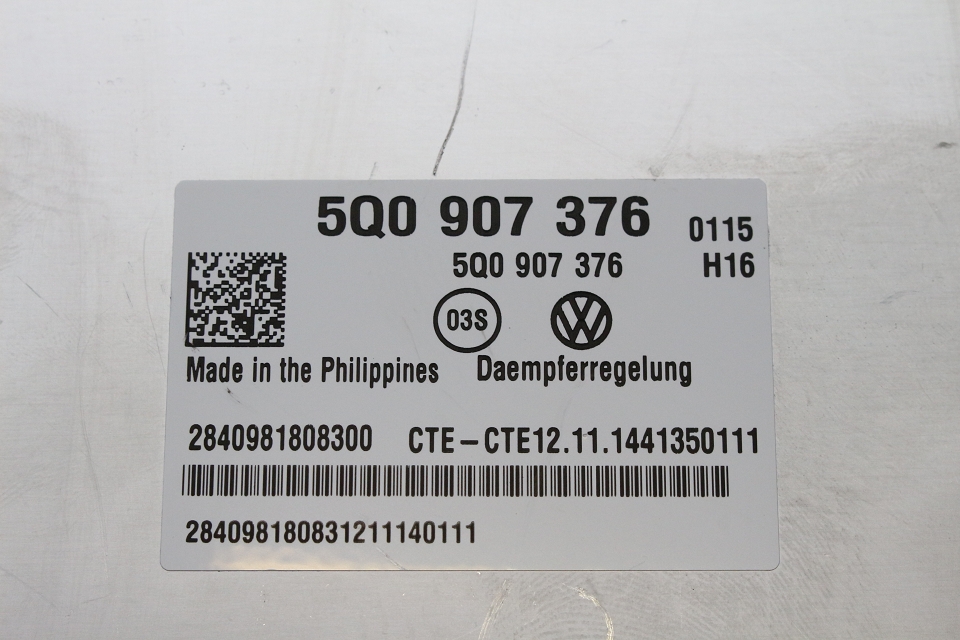 5Q0 907 376 0115
5Q0 907 376 H16
03S
Made in the Philippines Daempferregelung
2840981808300 CTE-CTE12.11.1441350111
284098180831211140111